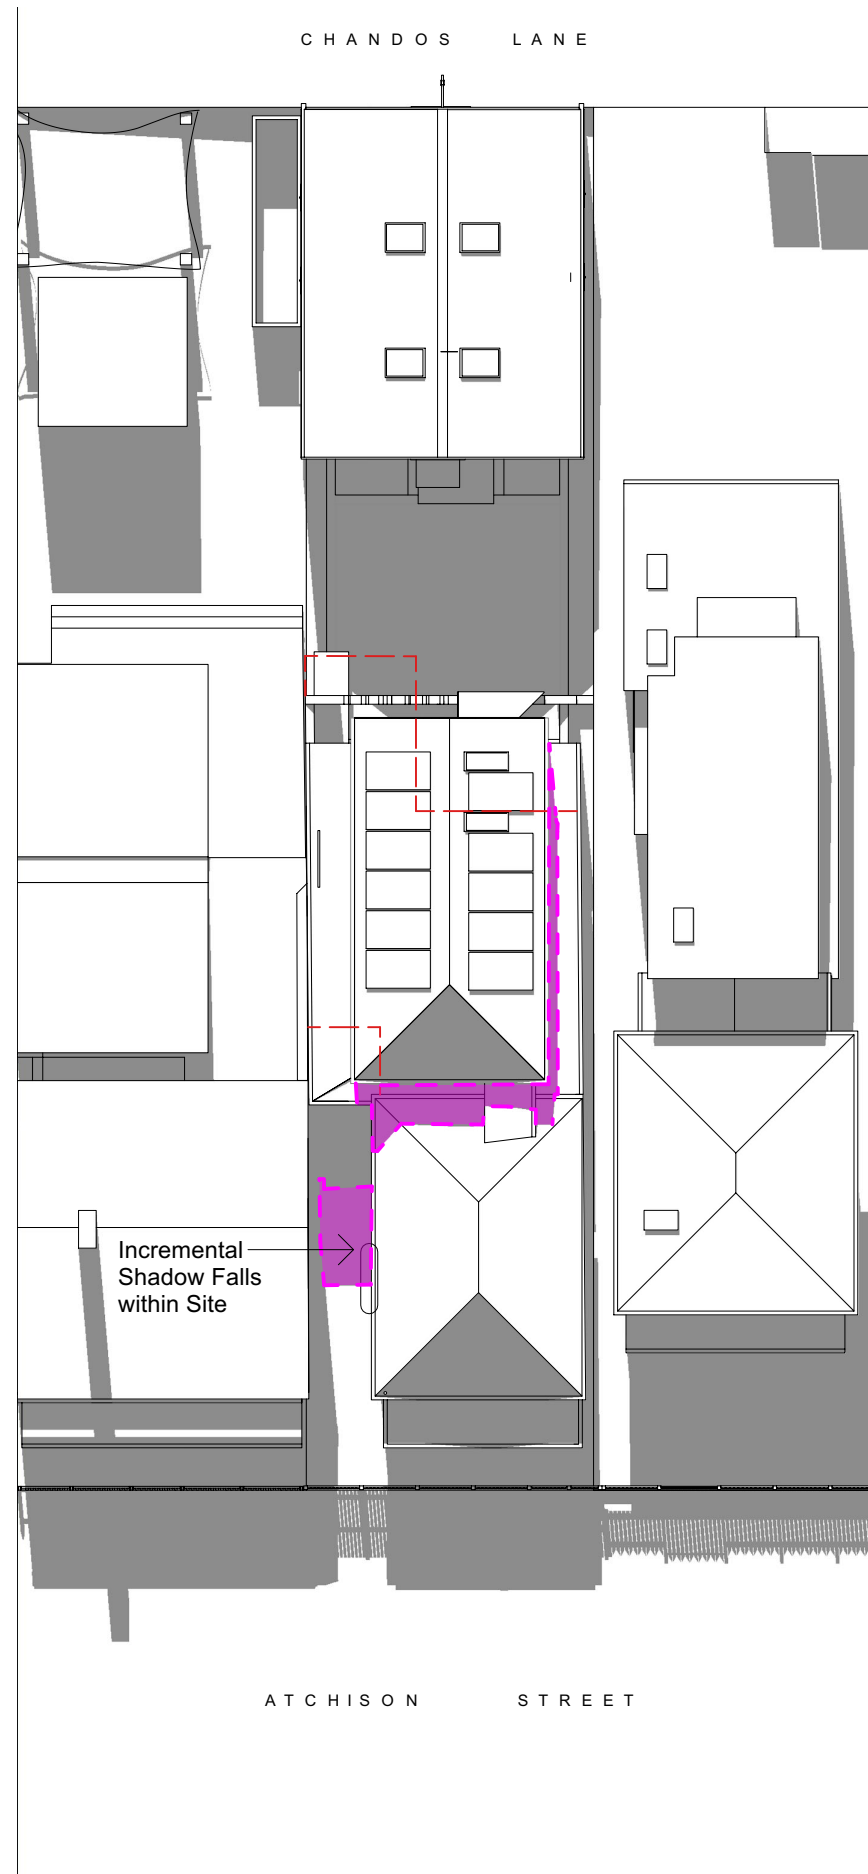 CHANDOS LANE
Incremental
Shadow Falls
within Site
ATCHISON STREET